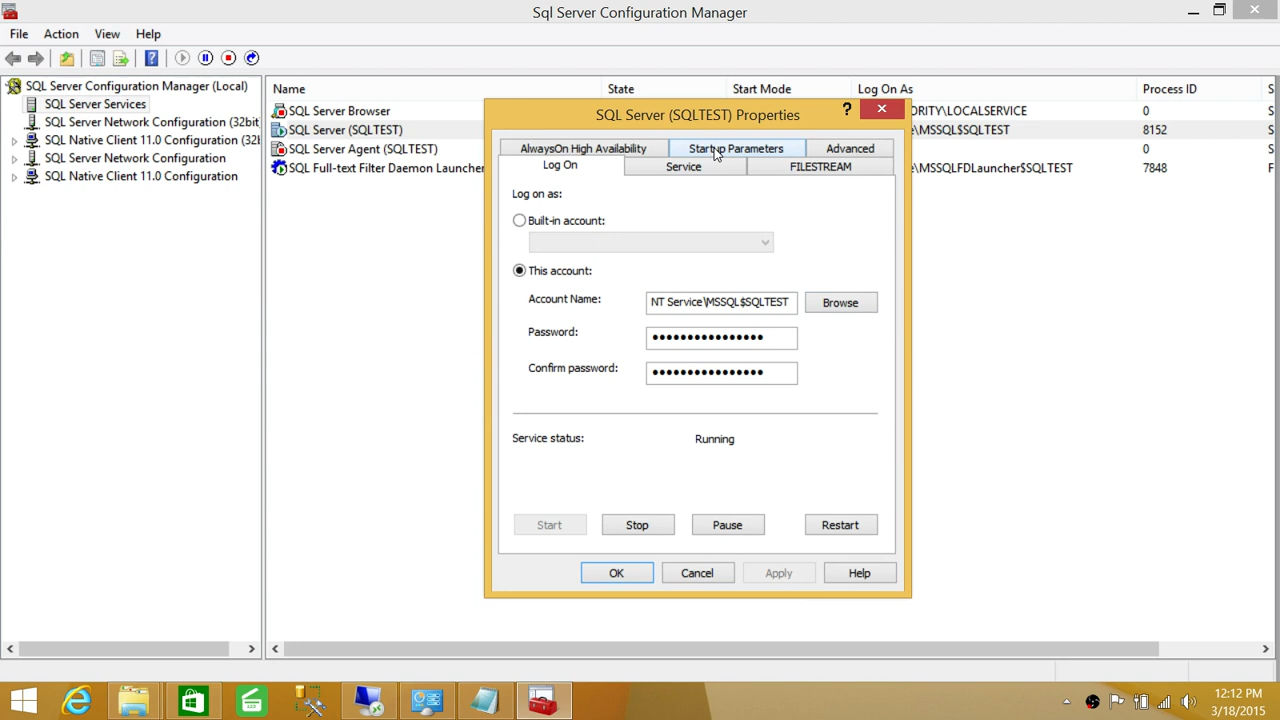 Sql Server Configuration Manager
File Action View Help
SQL Server Configuration Manager (Local)
SQL Server Services
SQL Server Network Configuration (32bit
SQL Native Client 11.0 Configuration (32l
SQL Server Network Configuration
SQL Native Client 11.0 Configuration
Name State Start Mode Log On As Process ID S
SQL Server Browser ORITY\LOCALSERVICE 0 S
SQL Server (SQLTEST) e\MSSQL$SQLTEST 8152 S
SQL Server Agent (SQLTEST) 0 S
SQL Full-text Filter Daemon Launcher e\MSSQLFDLauncher$SQLTEST 7848 F
SQL Server (SQLTEST) Properties
AlwaysOn High Availability Startup Parameters Advanced
Log On Service FILESTREAM
Log on as:
Built-in account:
This account:
Account Name: NT Service\MSSQL$SQLTEST Browse
Password: ●●●●●●●●●●●●●●●●
Confirm password: ●●●●●●●●●●●●●●●●
Service status: Running
Start Stop Pause Restart
OK Cancel Apply Help
12:12 PM
3/18/2015